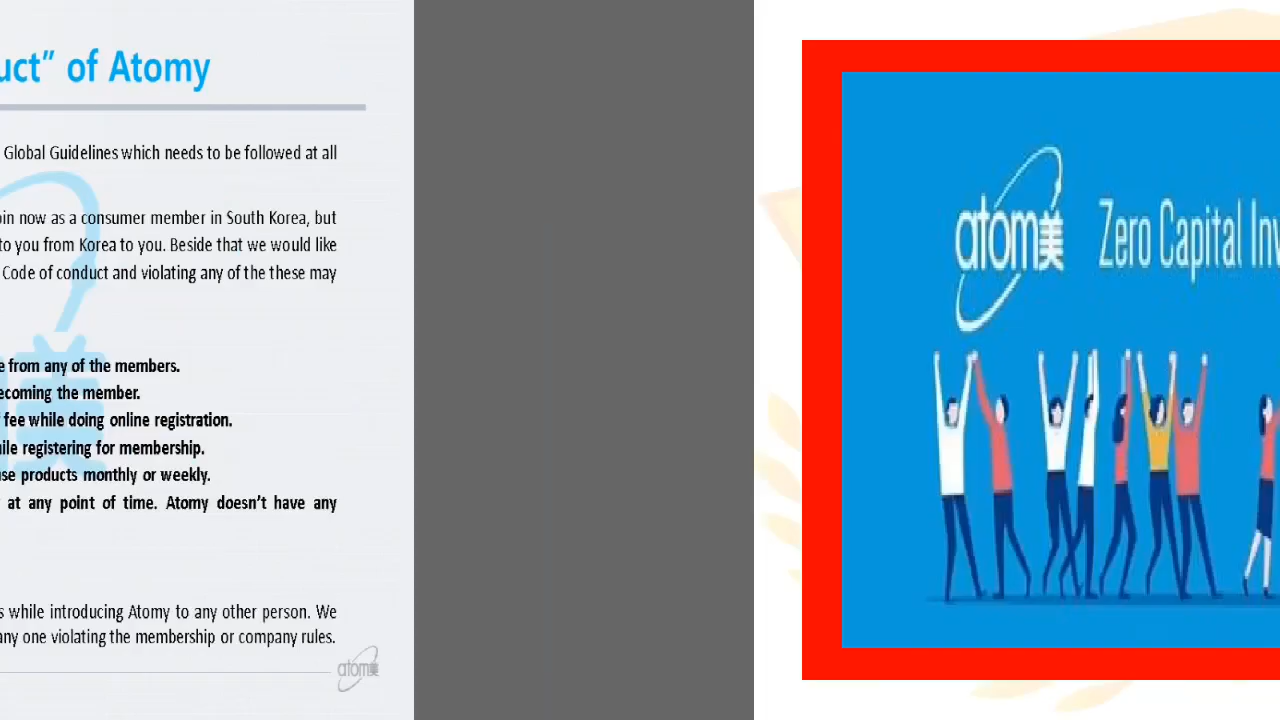 uct” of Atomy
Global Guidelines which needs to be followed at all
oin now as a consumer member in South Korea, but
to you from Korea to you. Beside that we would like
Code of conduct and violating any of the these may
e from any of the members.
ecoming the member.
fee while doing online registration.
ile registering for membership.
se products monthly or weekly.
at any point of time. Atomy doesn’t have any
s while introducing Atomy to any other person. We
any one violating the membership or company rules.
atom美
atom美 Zero Capital Inv